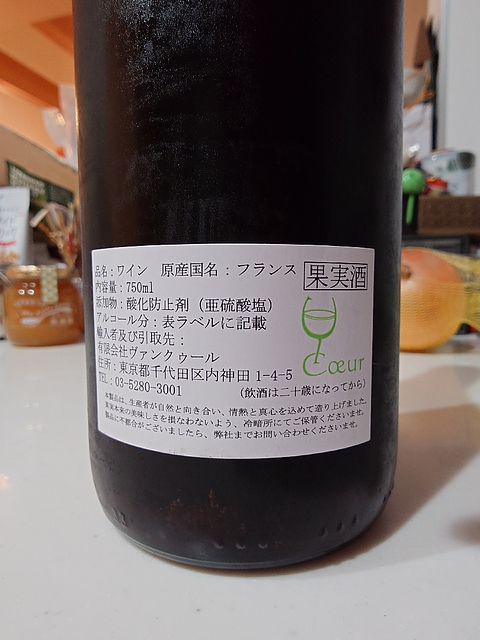 品名：ワイン　原産国名：フランス
果実酒
内容量：750ml
添加物：酸化防止剤（亜硫酸塩）
アルコール分：表ラベルに記載
輸入者及び引取先：
有限会社ヴァンクゥール
住所：東京都千代田区内神田 1-4-5
TEL：03-5280-3001
Cœur
（飲酒は二十歳になってから）
本製品は、生産者が自然と向き合い、情熱と真心を込めて造り上げました。
果実本来の美味しさを損なわないよう、冷暗所にてご保管くださいませ。
製品に不都合がございましたら、弊社までお問い合わせくださいませ。